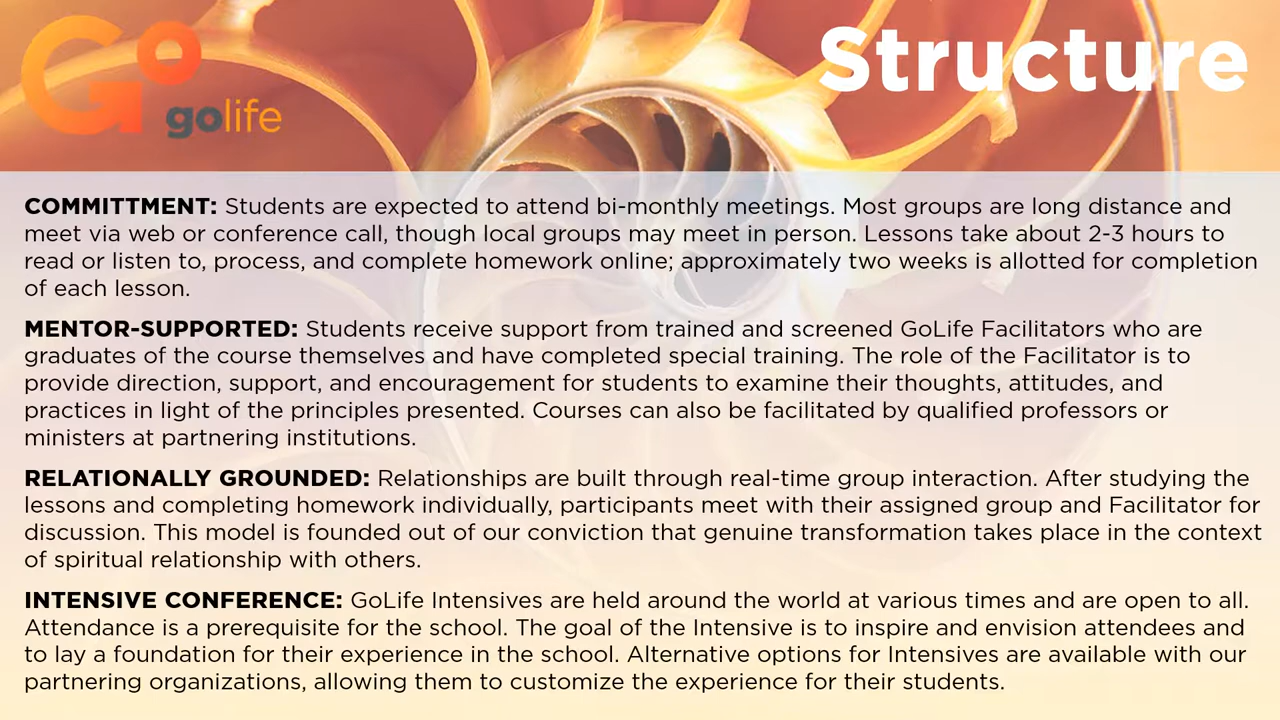 Go
golife
Structure
COMMITTMENT: Students are expected to attend bi-monthly meetings. Most groups are long distance and
meet via web or conference call, though local groups may meet in person. Lessons take about 2-3 hours to
read or listen to, process, and complete homework online; approximately two weeks is allotted for completion
of each lesson.
MENTOR-SUPPORTED: Students receive support from trained and screened GoLife Facilitators who are
graduates of the course themselves and have completed special training. The role of the Facilitator is to
provide direction, support, and encouragement for students to examine their thoughts, attitudes, and
practices in light of the principles presented. Courses can also be facilitated by qualified professors or
ministers at partnering institutions.
RELATIONALLY GROUNDED: Relationships are built through real-time group interaction. After studying the
lessons and completing homework individually, participants meet with their assigned group and Facilitator for
discussion. This model is founded out of our conviction that genuine transformation takes place in the context
of spiritual relationship with others.
INTENSIVE CONFERENCE: GoLife Intensives are held around the world at various times and are open to all.
Attendance is a prerequisite for the school. The goal of the Intensive is to inspire and envision attendees and
to lay a foundation for their experience in the school. Alternative options for Intensives are available with our
partnering organizations, allowing them to customize the experience for their students.